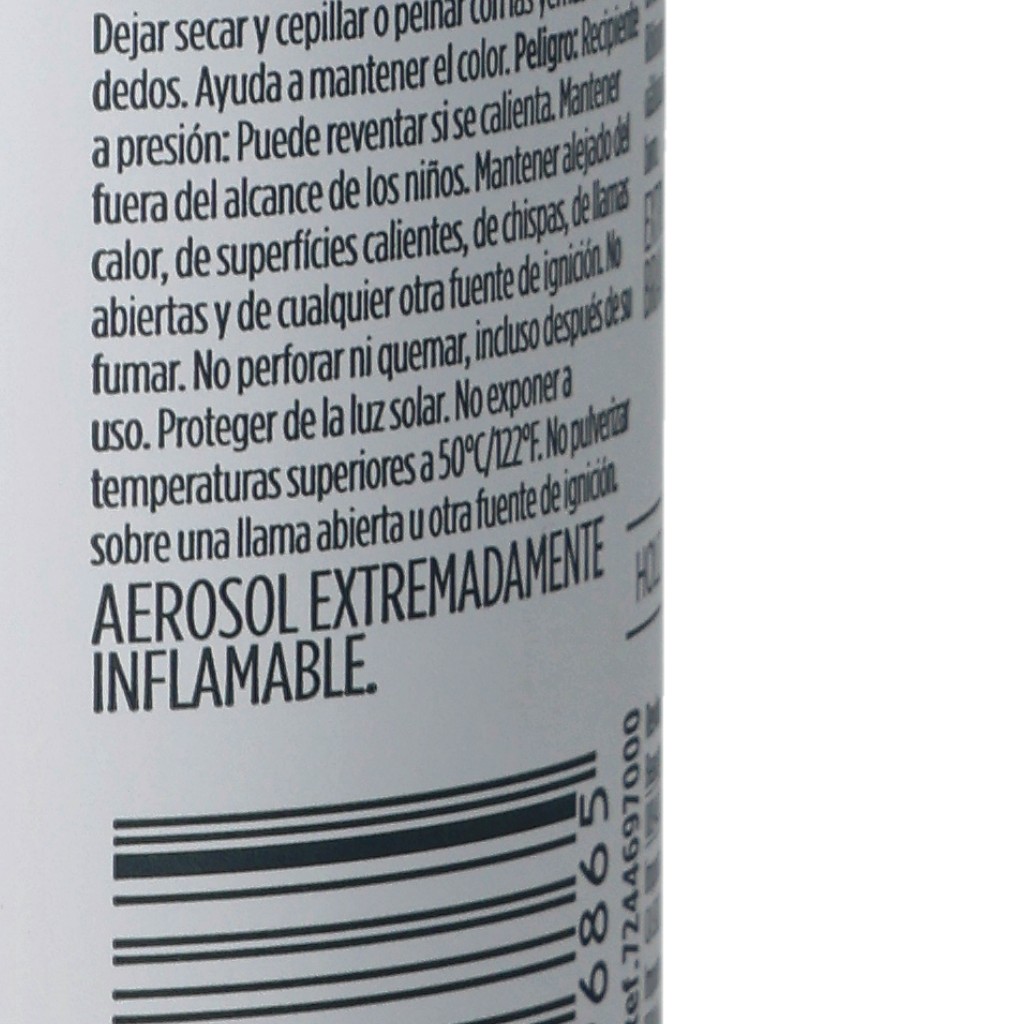 Dejar secar y cepillar o peinar con las
dedos. Ayuda a mantener el color. Peligro: Recipiente
a presión: Puede reventar si se calienta. Mantener
fuera del alcance de los niños. Mantener alejado del
calor, de superfícies calientes, de chispas, de llamas
abiertas y de cualquier otra fuente de ignición. No
fumar. No perforar ni quemar, incluso después de su
uso. Proteger de la luz solar. No exponer a
temperaturas superiores a 50°C/122°F. No pulverizar
sobre una llama abierta u otra fuente de ignición.
AEROSOL EXTREMADAMENTE
INFLAMABLE.
6865
ef.7244697000